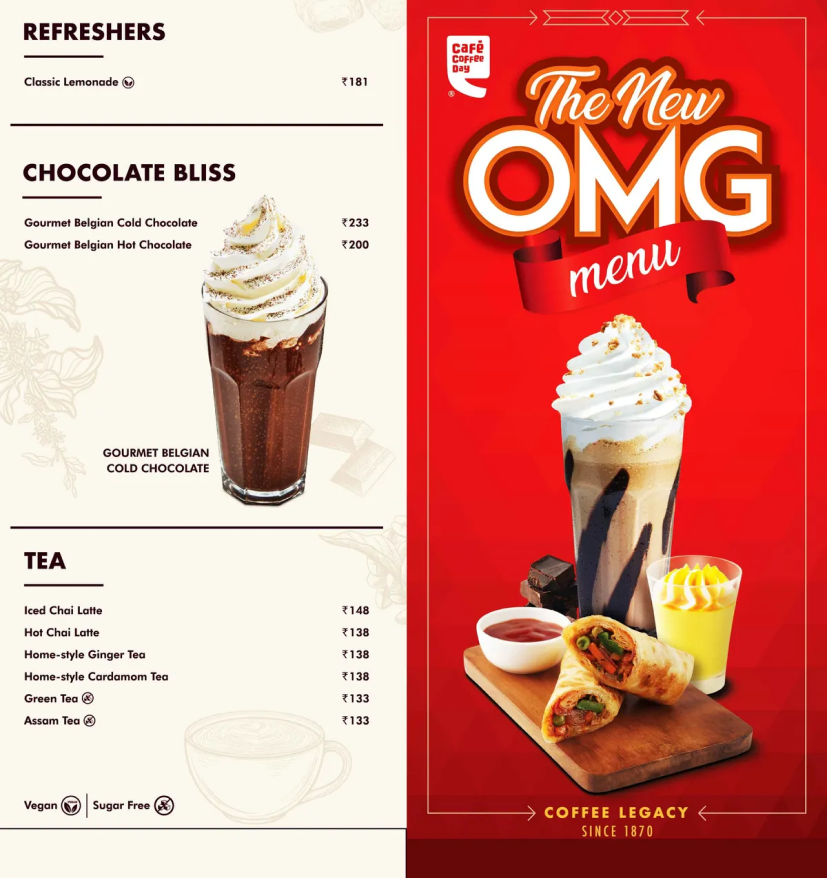 REFRESHERS
Classic Lemonade ₹181
CHOCOLATE BLISS
Gourmet Belgian Cold Chocolate ₹233
Gourmet Belgian Hot Chocolate ₹200
GOURMET BELGIAN
COLD CHOCOLATE
TEA
Iced Chai Latte ₹148
Hot Chai Latte ₹138
Home-style Ginger Tea ₹138
Home-style Cardamom Tea ₹138
Green Tea ₹133
Assam Tea ₹133
Vegan | Sugar Free
Café
Coffee
Day
®
The New
OMG
menu
COFFEE LEGACY
SINCE 1870